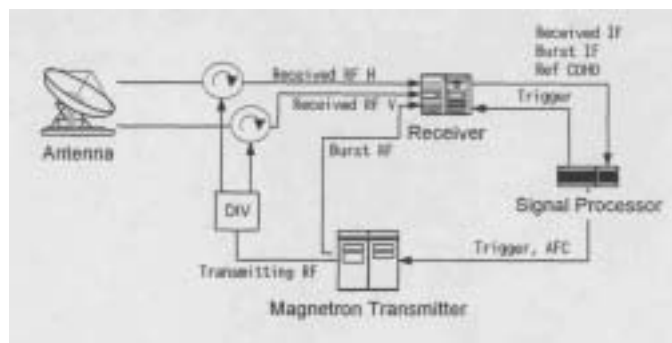 Received IF
Burst IF
Ref COHO
Received RF H
Trigger
Received RF V
Receiver
Antenna
Burst RF
DIV
Signal Processor
Trigger, AFC
Transmitting RF
Magnetron Transmitter